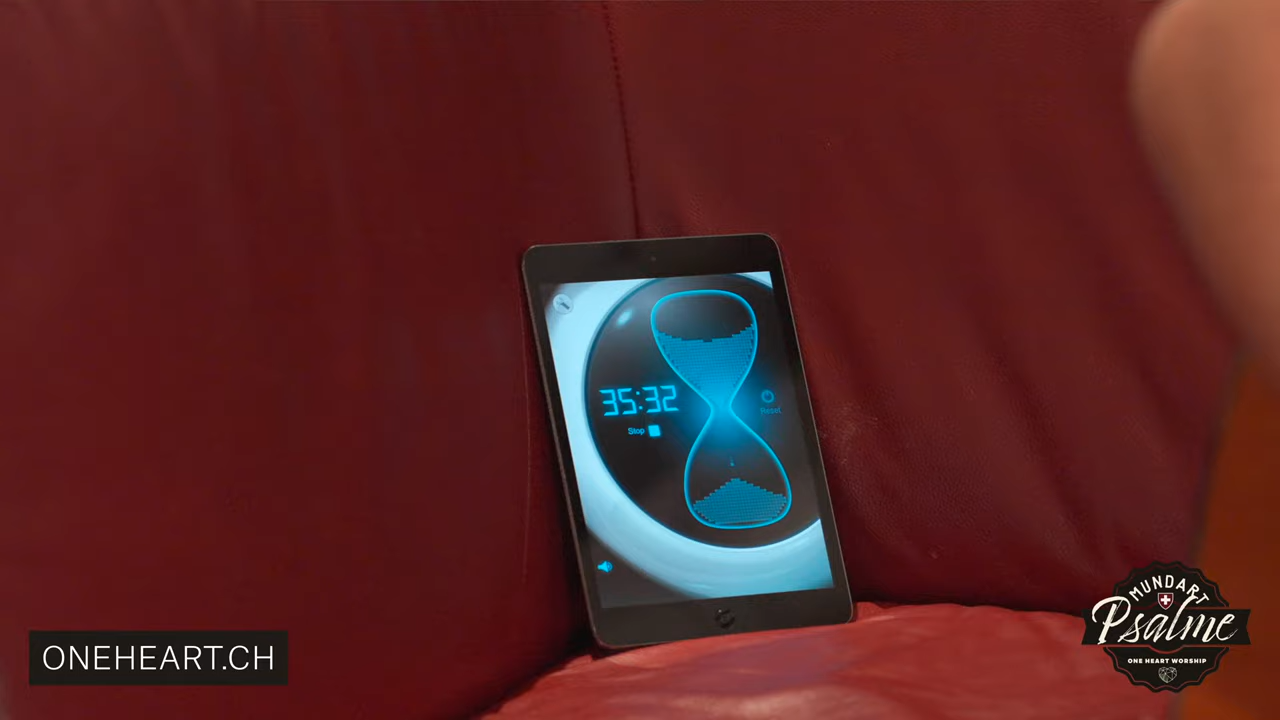 35:32
Stop
Reset
ONEHEART.CH
MUNDART
Psalme
ONE HEART WORSHIP